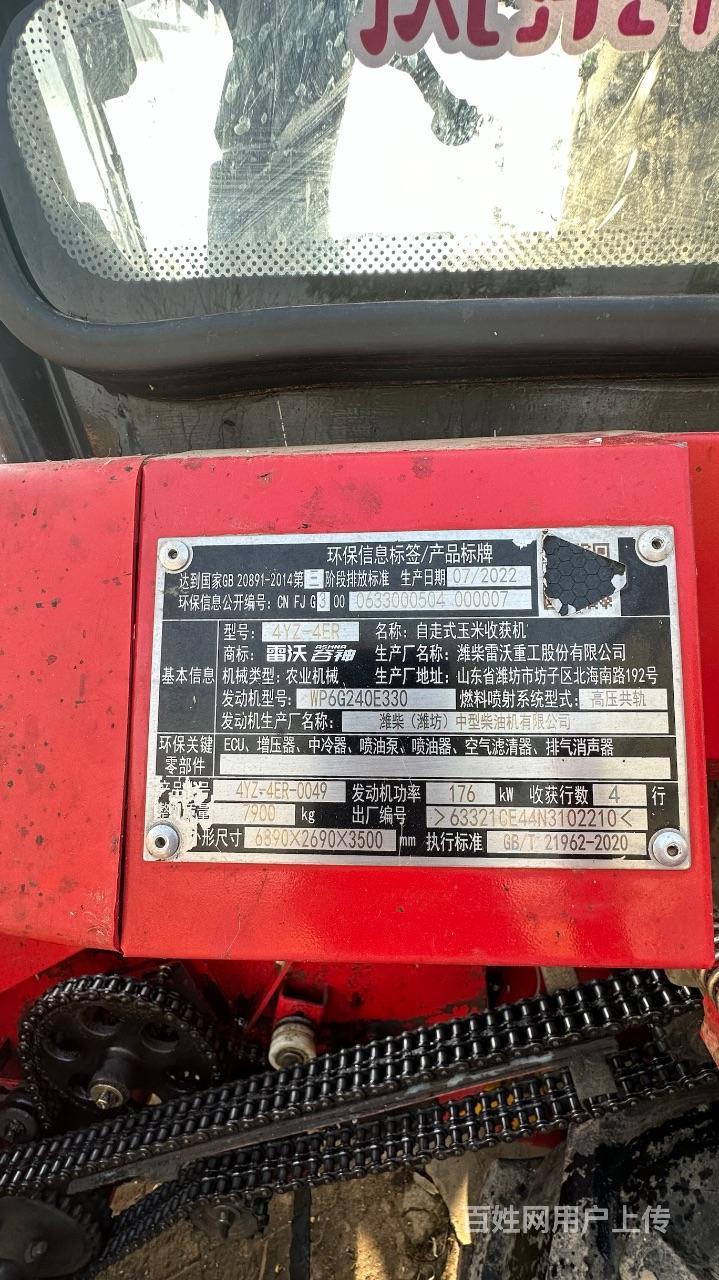 环保信息标签/产品标牌
达到国家GB 20891-2014第三阶段排放标准 生产日期 07/2022
环保信息公开编号: CN FJ G 3 00 0633000504 000007
型号: 4YZ-4ER 名称: 自走式玉米收获机
商标: 雷沃谷神 生产厂名称: 潍柴雷沃重工股份有限公司
基本信息 机械类型: 农业机械 生产厂地址: 山东省潍坊市坊子区北海南路192号
发动机型号: WP6G240E330 燃料喷射系统型式: 高压共轨
发动机生产厂名称: 潍柴（潍坊）中型柴油机有限公司
环保关键 ECU、增压器、中冷器、喷油泵、喷油器、空气滤清器、排气消声器
零部件
4YZ-4ER-0049 发动机功率 176 kW 收获行数 4 行
质量 7900 kg 出厂编号 >63321CE44N3102210<
形尺寸 6890X2690X3500 mm 执行标准 GB/T 21962-2020
百姓网用户上传